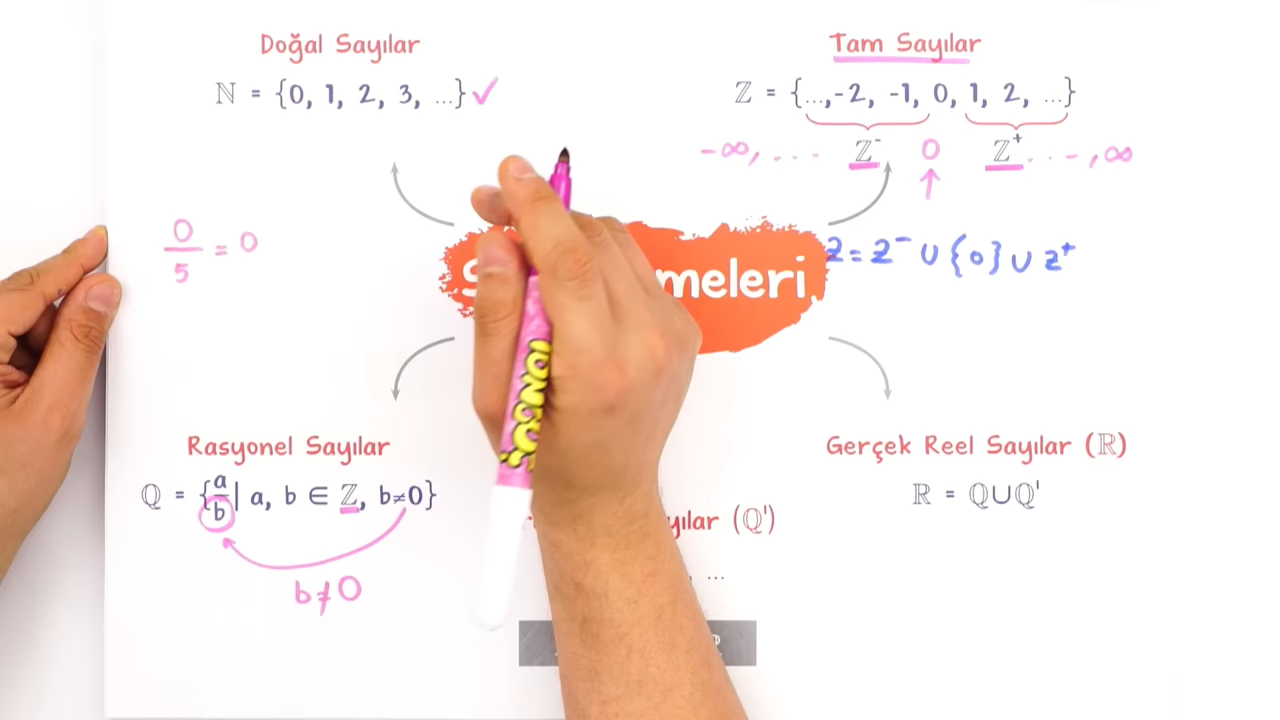 Doğal Sayılar
ℕ = {0, 1, 2, 3, ...} ✓
Tam Sayılar
ℤ = {...,-2, -1, 0, 1, 2, ...}
-∞, ... ℤ⁻ 0 ℤ⁺ ... , ∞
0/5 = 0
meleri
Z = Z⁻ ∪ {0} ∪ Z⁺
Rasyonel Sayılar
ℚ = {a/b | a, b ∈ ℤ, b≠0}
b≠0
(ℚ')
...
Gerçek Reel Sayılar (ℝ)
ℝ = ℚ∪ℚ'